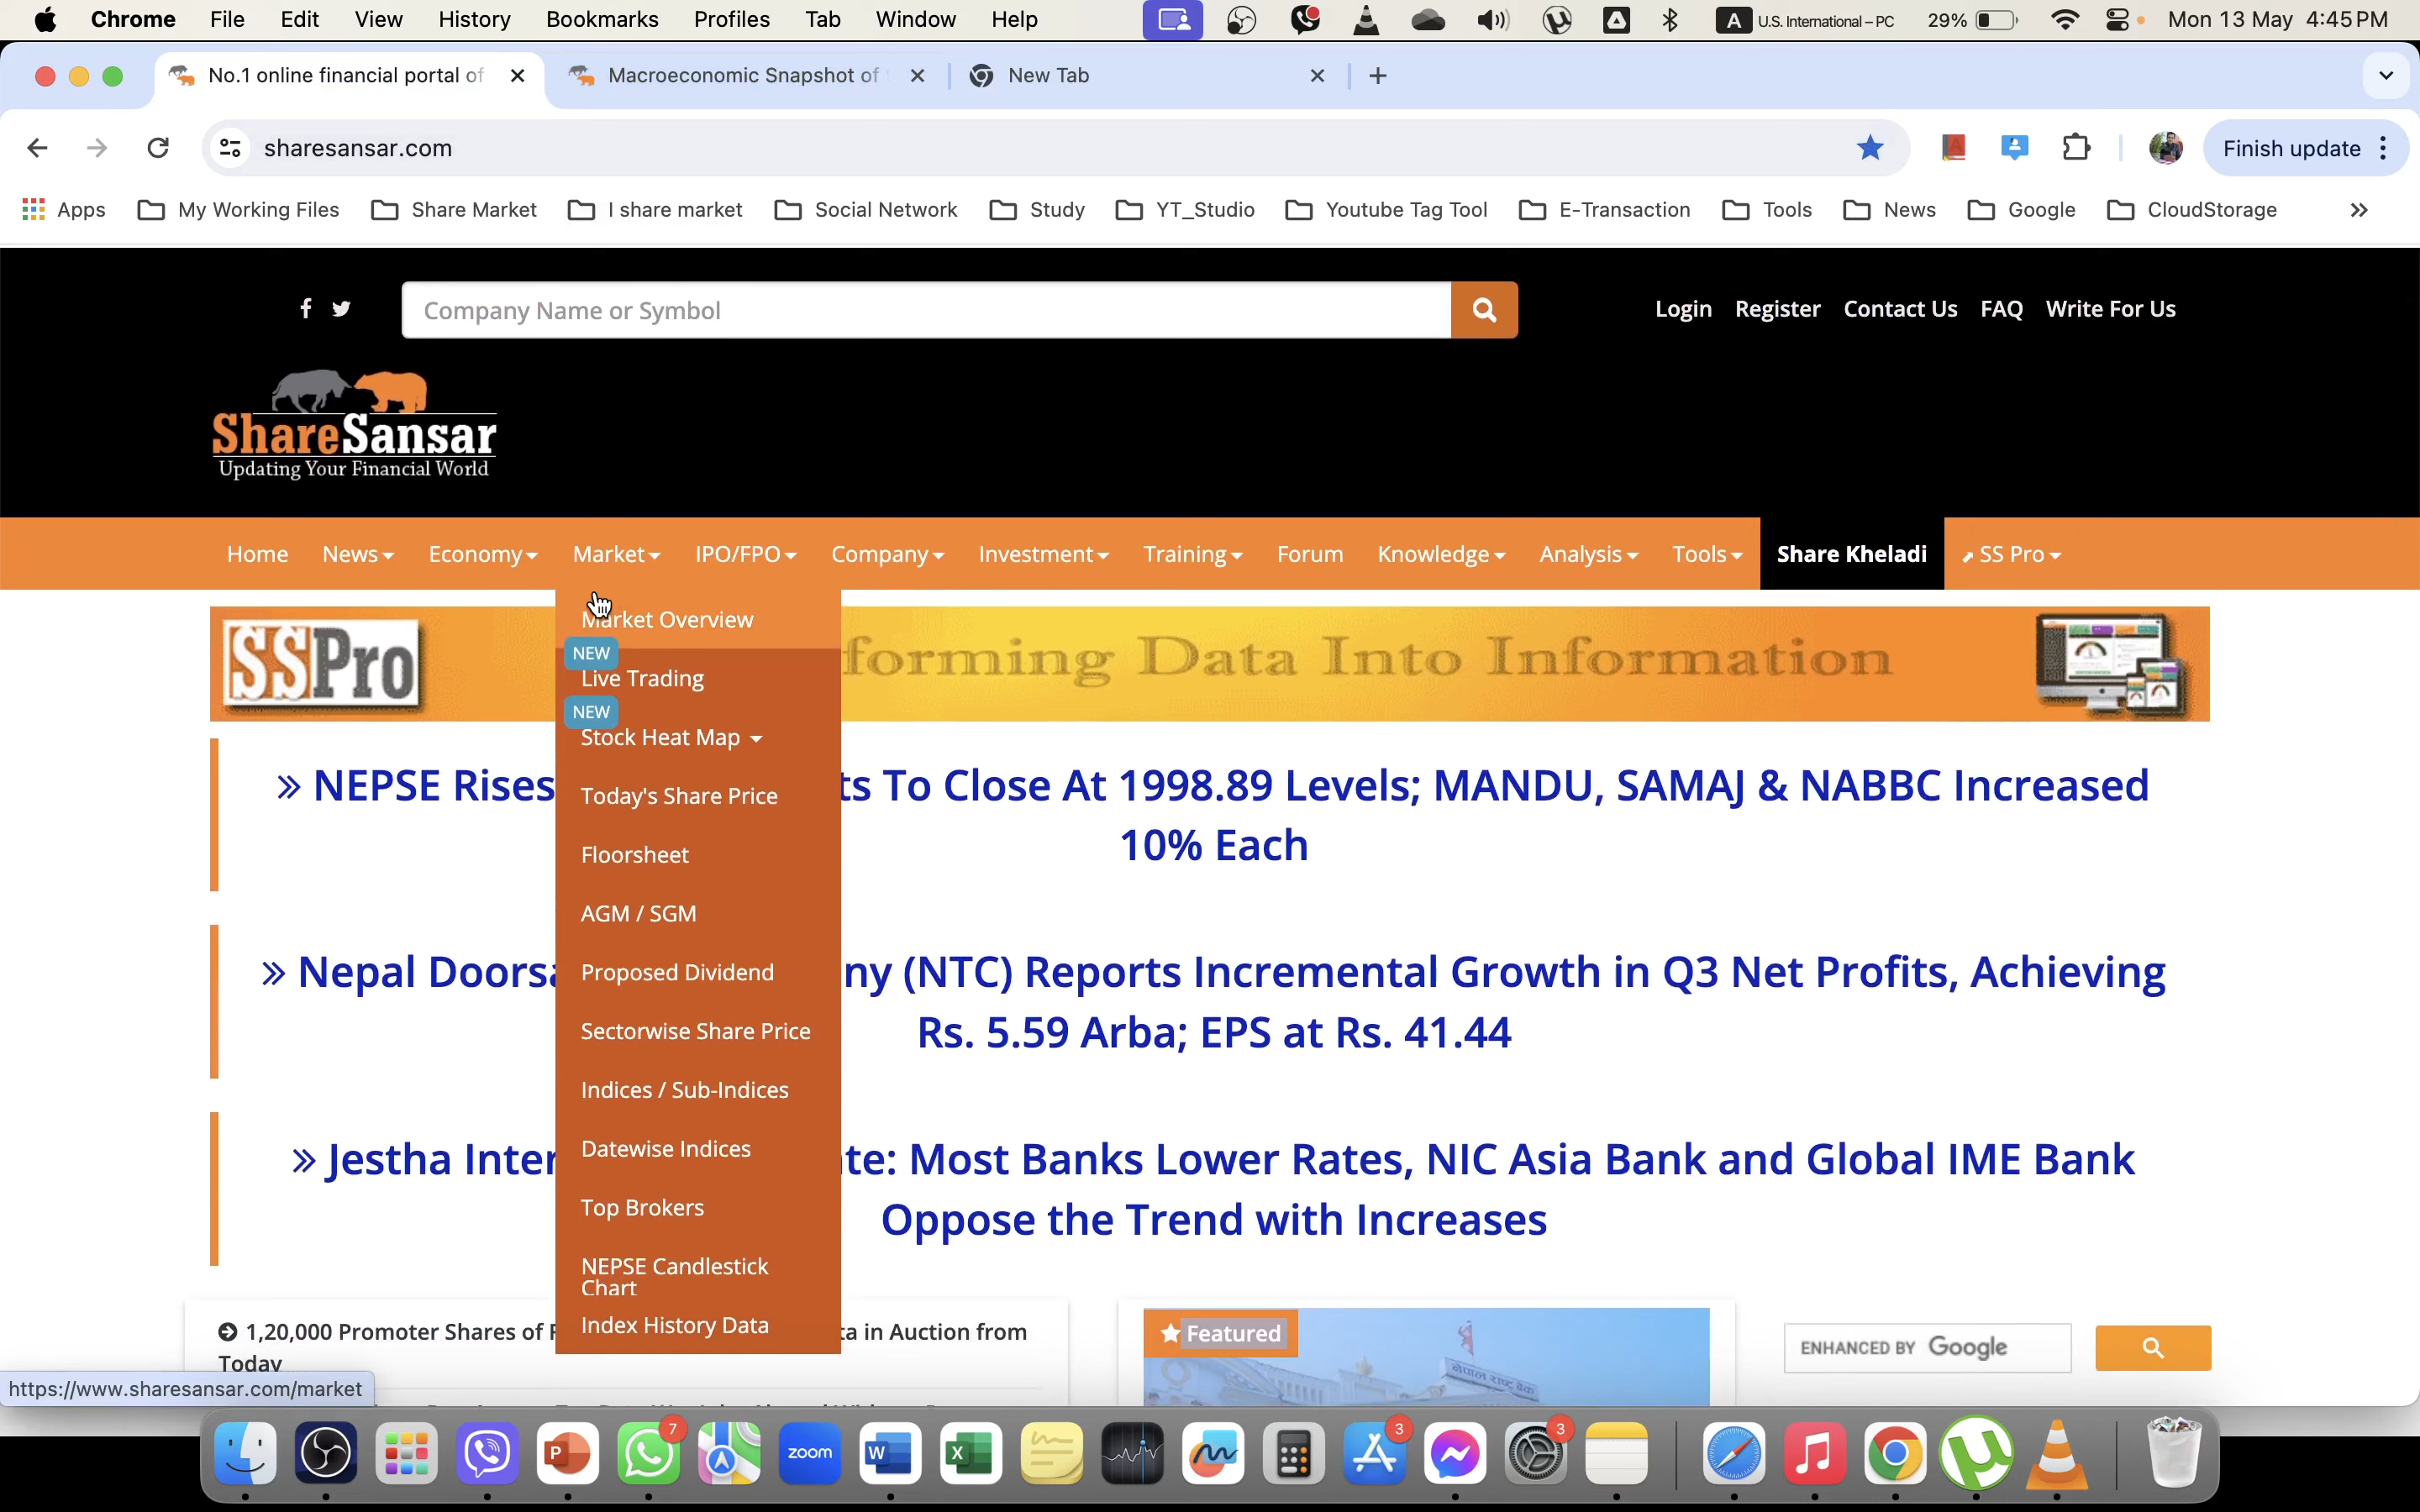 Chrome File Edit View History Bookmarks Profiles Tab Window Help A U.S. International – PC 29% Mon 13 May 4:45 PM
No.1 online financial portal of Macroeconomic Snapshot of New Tab
sharesansar.com Finish update
Apps My Working Files Share Market I share market Social Network Study YT_Studio Youtube Tag Tool E-Transaction Tools News Google CloudStorage
Company Name or Symbol
Login Register Contact Us FAQ Write For Us
ShareSansar
Updating Your Financial World
Home News Economy Market IPO/FPO Company Investment Training Forum Knowledge Analysis Tools Share Kheladi SS Pro
Market Overview
NEW
Live Trading
NEW
Stock Heat Map
Today's Share Price
Floorsheet
AGM / SGM
Proposed Dividend
Sectorwise Share Price
Indices / Sub-Indices
Datewise Indices
Top Brokers
NEPSE Candlestick
Chart
Index History Data
SSPro forming Data Into Information
» NEPSE Rises ts To Close At 1998.89 Levels; MANDU, SAMAJ & NABBC Increased
10% Each
» Nepal Doorsa ny (NTC) Reports Incremental Growth in Q3 Net Profits, Achieving
Rs. 5.59 Arba; EPS at Rs. 41.44
» Jestha Inter te: Most Banks Lower Rates, NIC Asia Bank and Global IME Bank
Oppose the Trend with Increases
1,20,000 Promoter Shares of ta in Auction from
Today
Featured
नेपाल राष्ट्र बैंक
ENHANCED BY Google
https://www.sharesansar.com/market
7 zoom 3 3